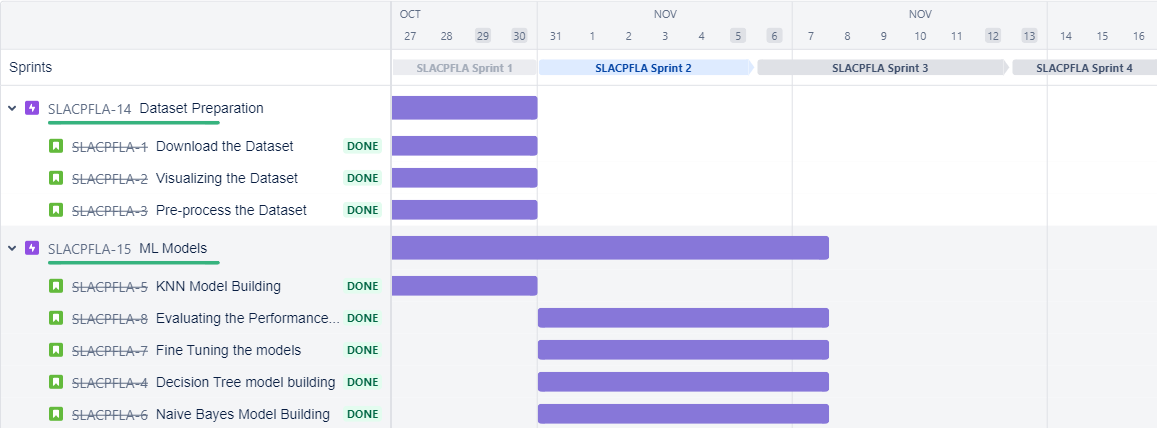 OCT NOV NOV
27 28 29 30 31 1 2 3 4 5 6 7 8 9 10 11 12 13 14 15 16
Sprints SLACPFLA Sprint 1 SLACPFLA Sprint 2 SLACPFLA Sprint 3 SLACPFLA Sprint 4
SLACPFLA-14 Dataset Preparation
SLACPFLA-1 Download the Dataset DONE
SLACPFLA-2 Visualizing the Dataset DONE
SLACPFLA-3 Pre-process the Dataset DONE
SLACPFLA-15 ML Models
SLACPFLA-5 KNN Model Building DONE
SLACPFLA-8 Evaluating the Performance... DONE
SLACPFLA-7 Fine Tuning the models DONE
SLACPFLA-4 Decision Tree model building DONE
SLACPFLA-6 Naive Bayes Model Building DONE